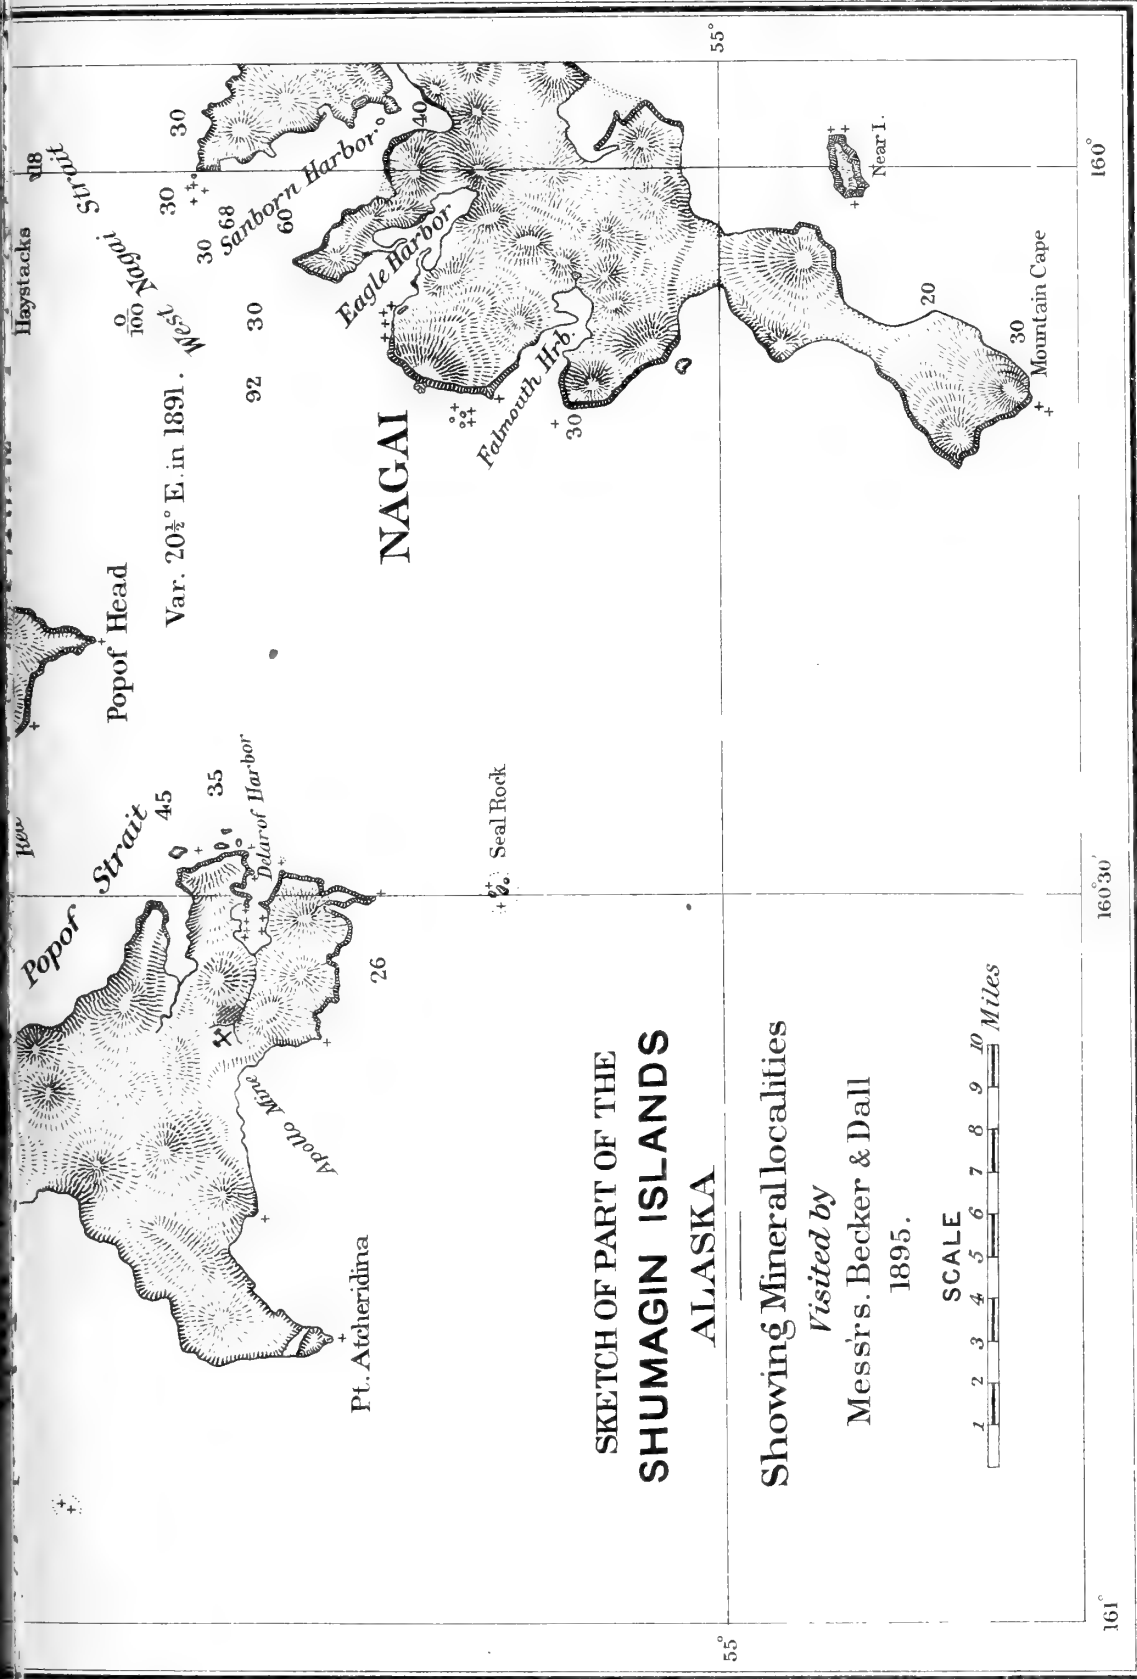 Haystacks
118
West Nagai Strait
0
100
30
30
30
68
60
30
92
Sanborn Harbor
40
Eagle Harbor
Falmouth Hrb.
30
NAGAI
55°
Near I.
160°
20
30
Mountain Cape
Var. 20½° E. in 1891.
Popof Head
Popof Strait
45
35
Delarof Harbor
Seal Rock
26
Apollo Mine
Pt. Atcheridina
160°30'
SKETCH OF PART OF THE
SHUMAGIN ISLANDS
ALASKA
Showing Mineral localities
Visited by
Mess'rs. Becker & Dall
1895.
SCALE
1 2 3 4 5 6 7 8 9 10 Miles
55°
161°